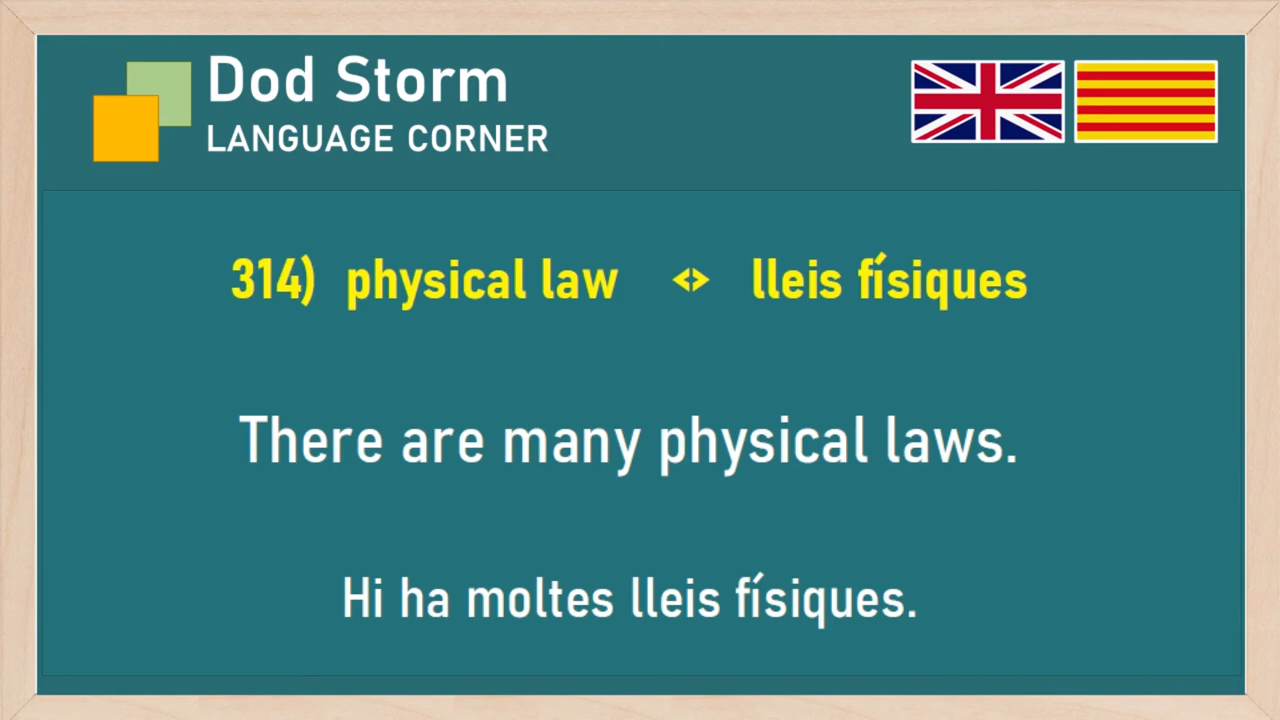 Dod Storm
LANGUAGE CORNER
314) physical law <> lleis físiques
There are many physical laws.
Hi ha moltes lleis físiques.